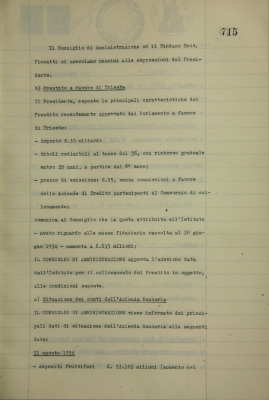 715
Il Consiglio di Amministrazione ed il Sindaco Dott.
si associano unanimi alle espressioni del Presi-
dente.
b) Prestito a favore di Trieste
Il Presidente, esposte le principali caratteristiche del
Prestito recentemente approvato dal Parlamento a favore
di Trieste:
- importo £.10 miliardi
- titoli redimibili al tasso del 5%, con rimborso graduale
entro 25 anni, a partire dal anno;
- prezzo di emissione: £.95, senza commissioni a favore
delle Aziende di Credito partecipanti al Consorzio di col-
locamento;
comunica al Consiglio che la quota attribuita all'Istituto
- avuto riguardo alla massa fiduciaria raccolta al 30 giu-
gno 1954 - ammonta a £.635 milioni;
IL CONSIGLIO DI AMMINISTRAZIONE approva l'adesione data
dall'Istituto per il collocamento del Prestito in oggetto,
alle condizioni esposte.
c) Situazione dei conti dell'Azienda Bancaria
IL CONSIGLIO DI AMMINISTRAZIONE viene informato dei princi-
pali dati di situazione dell'Azienda Bancaria alle seguenti
date:
31 agosto 1954
- depositi fruttiferi £. milioni (aumento nel